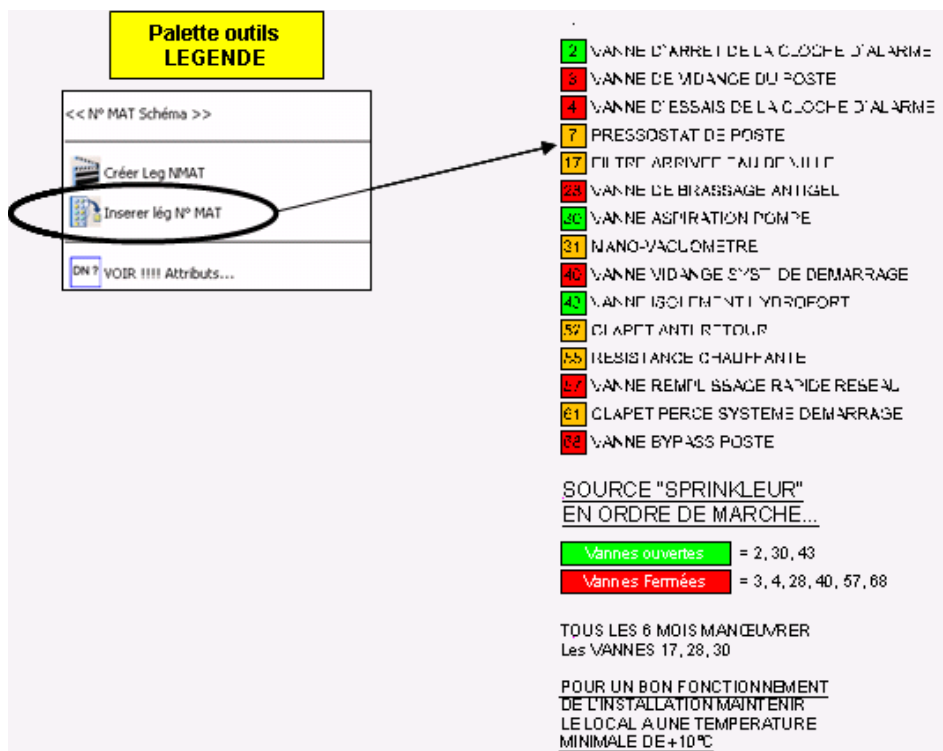 Palette outils
LEGENDE
<< N° MAT Schéma >>
Créer Leg NMAT
Inserer lég N° MAT
DN ? VOIR !!!! Attributs...
2 VANNE D'ARRET DE LA CLOCHE D'ALARME
3 VANNE DE VIDANGE DU POSTE
4 VANNE D'ESSAIS DE LA CLOCHE D'ALARME
7 PRESSOSTAT DE POSTE
17 FILTRE ARRIVEE EAU DE VILLE
28 VANNE DE BRASSAGE ANTIGEL
30 VANNE ASPIRATION POMPE
31 MANO-VACUOMETRE
40 VANNE VIDANGE SYST DE DEMARRAGE
43 VANNE ISOLEMENT HYDROFORT
52 CLAPET ANTI RETOUR
55 RESISTANCE CHAUFFANTE
57 VANNE REMPLISSAGE RAPIDE RESEAU
61 CLAPET PERCE SYSTEME DEMARRAGE
68 VANNE BYPASS POSTE
SOURCE "SPRINKLEUR"
EN ORDRE DE MARCHE...
Vannes ouvertes = 2, 30, 43
Vannes Fermées = 3, 4, 28, 40, 57, 68
TOUS LES 6 MOIS MANŒUVRER
Les VANNES 17, 28, 30
POUR UN BON FONCTIONNEMENT
DE L'INSTALLATION MAINTENIR
LE LOCAL A UNE TEMPERATURE
MINIMALE DE +10°C